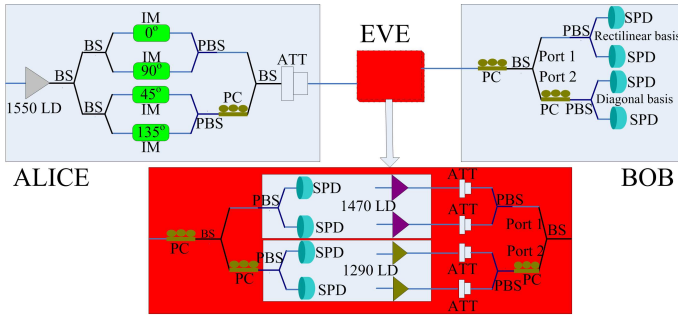 IM
0°
BS
PBS
IM
90°
BS
BS
ATT
1550 LD
45°
IM
PC
BS
PBS
135°
IM
ALICE
EVE
SPD
PBS
Rectilinear basis
BS
Port 1
SPD
PC
Port 2
SPD
PC
PBS
Diagonal basis
SPD
BOB
ATT
SPD
PBS
1470 LD
PBS
SPD
ATT
Port 1
PC
BS
BS
SPD
Port 2
PBS
1290 LD
PC
ATT
PC
SPD
PBS
ATT